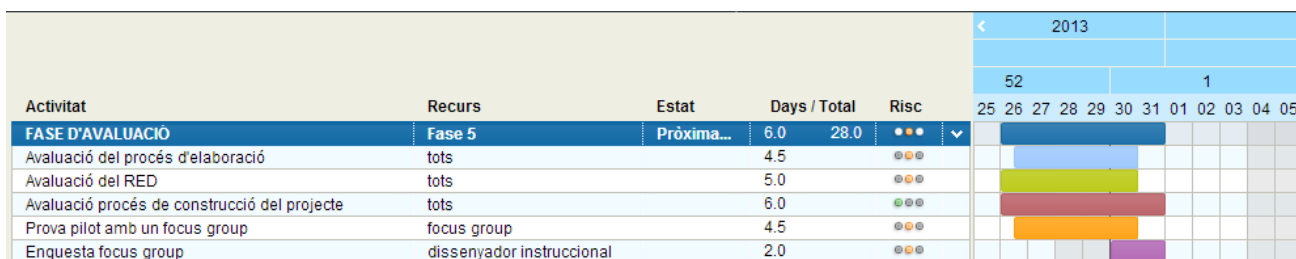 2013
52 1
Activitat Recurs Estat Days / Total Risc 25 26 27 28 29 30 31 01 02 03 04 05
FASE D'AVALUACIÓ Fase 5 Pròxima... 6.0 28.0
Avaluació del procés d'elaboració tots 4.5
Avaluació del RED tots 5.0
Avaluació procés de construcció del projecte tots 6.0
Prova pilot amb un focus group focus group 4.5
Enquesta focus group dissenyador instruccional 2.0